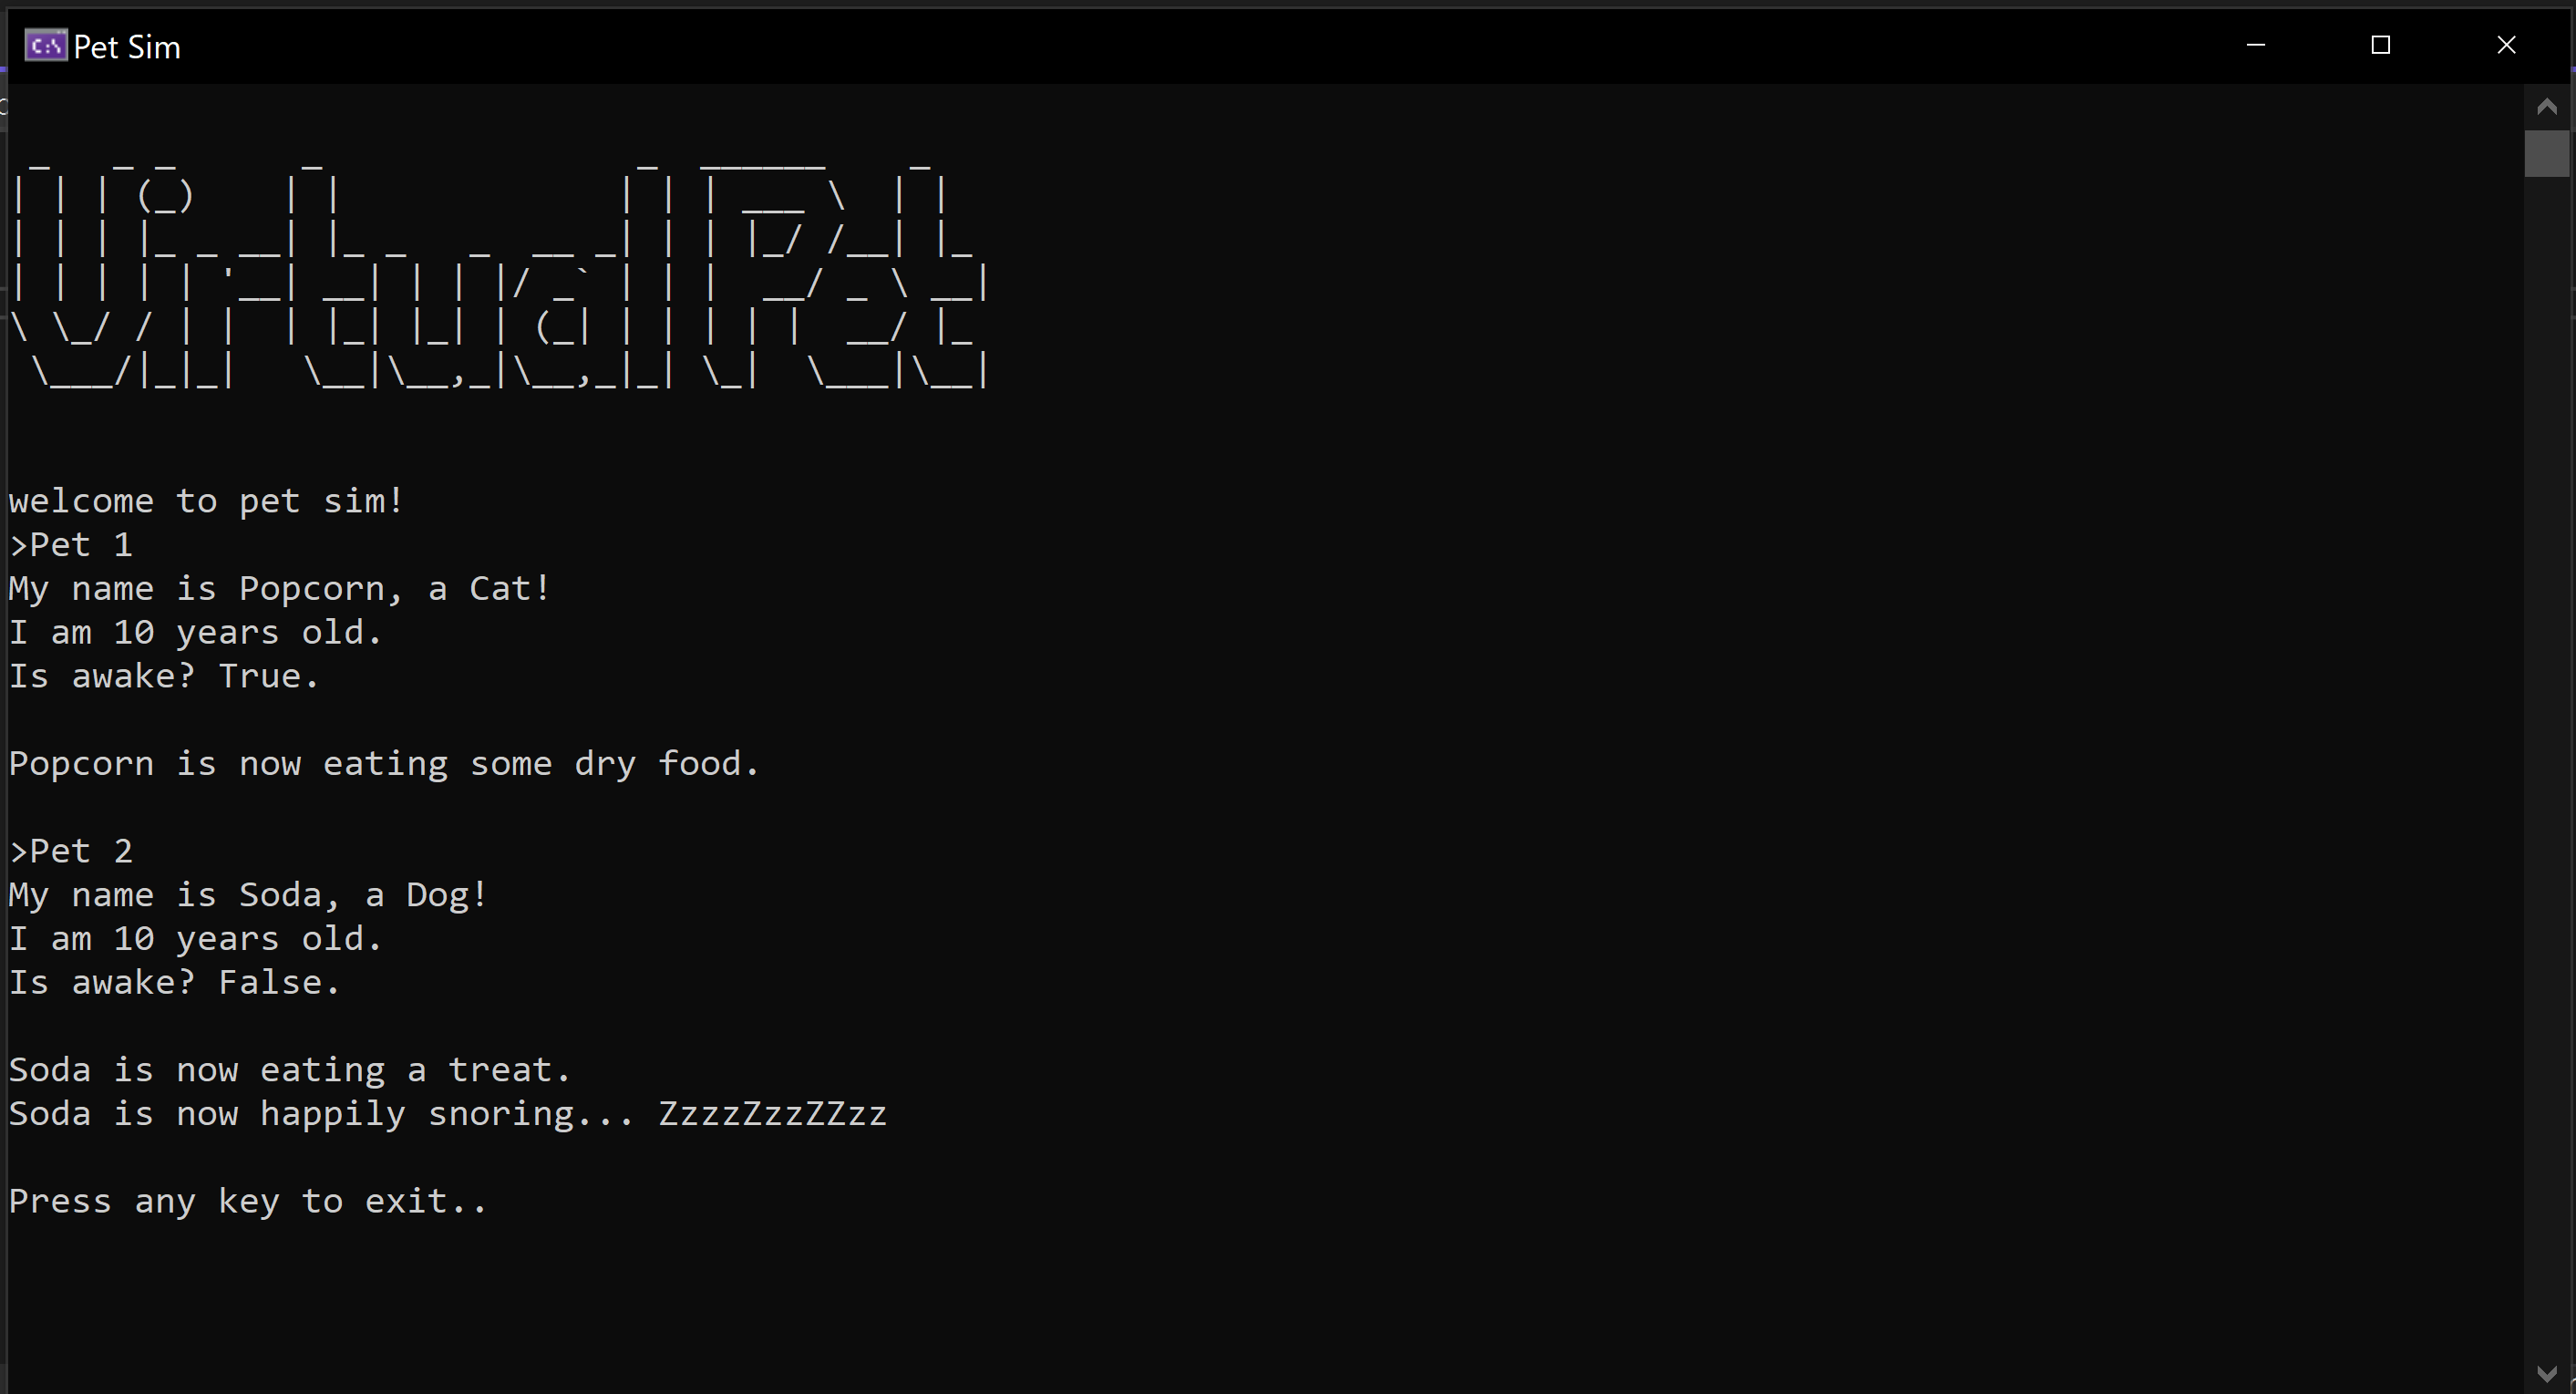 Pet Sim
Virtual Pet
welcome to pet sim!
>Pet 1
My name is Popcorn, a Cat!
I am 10 years old.
Is awake? True.
Popcorn is now eating some dry food.
>Pet 2
My name is Soda, a Dog!
I am 10 years old.
Is awake? False.
Soda is now eating a treat.
Soda is now happily snoring... ZzzzZzzZZzz
Press any key to exit..